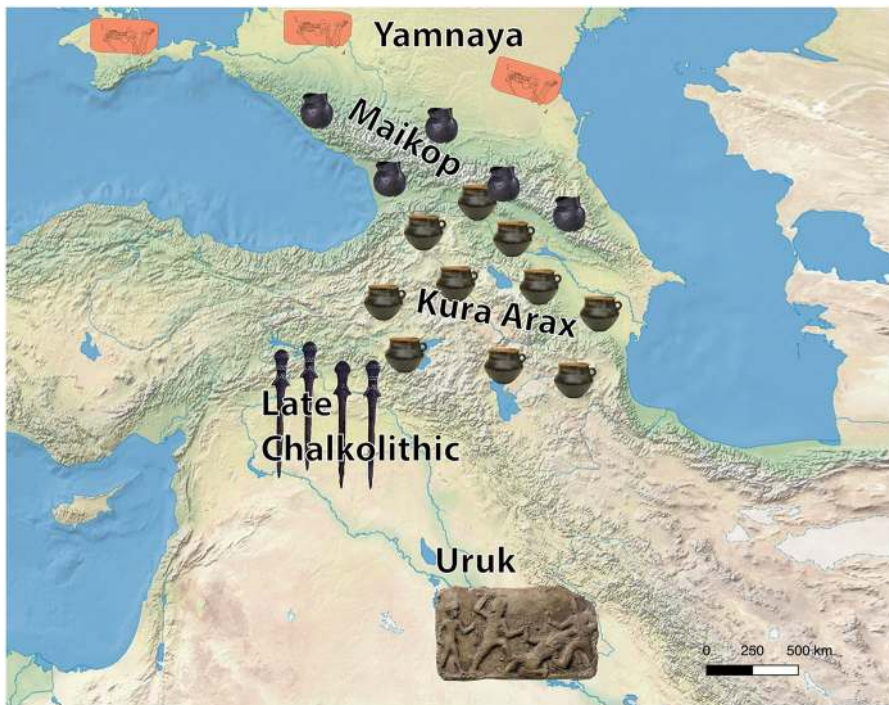 Yamnaya
Maikop
Kura Arax
Late
Chalkolithic
Uruk
0 250 500 km